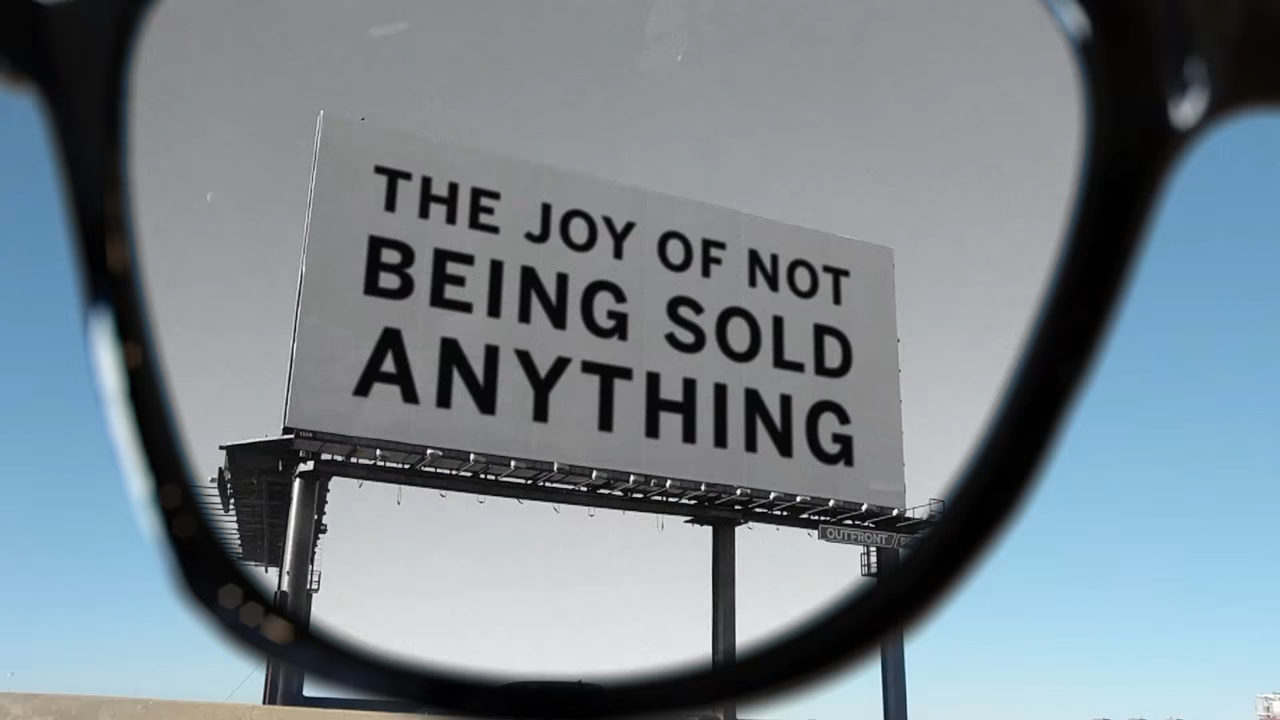 THE JOY OF NOT
BEING SOLD
ANYTHING
OUTFRONT /